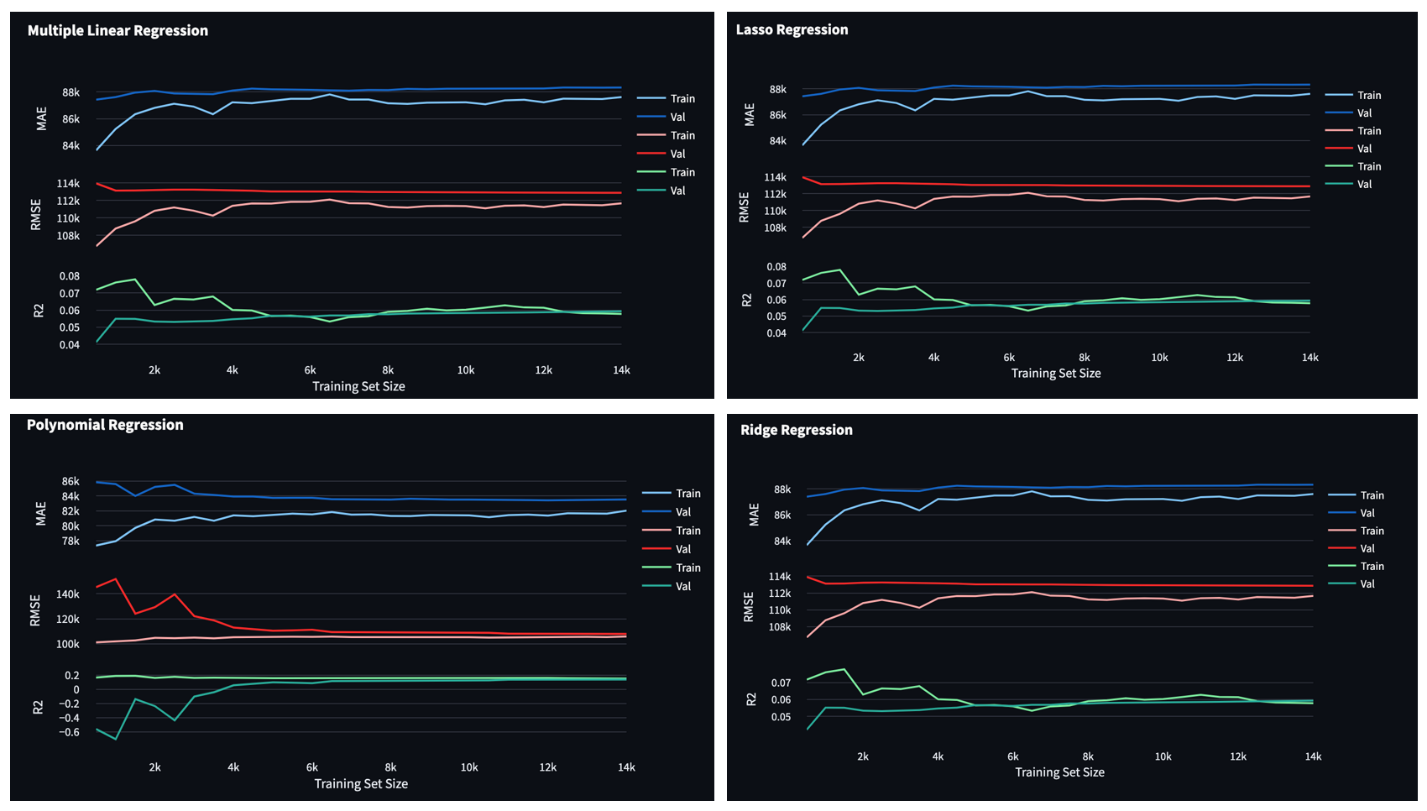 Multiple Linear Regression
88k
86k
84k
MAE
114k
112k
110k
108k
RMSE
0.08
0.07
0.06
0.05
0.04
R2
2k 4k 6k 8k 10k 12k 14k
Training Set Size
Train
Val
Train
Val
Train
Val
Lasso Regression
88k
86k
84k
MAE
114k
112k
110k
108k
RMSE
0.08
0.07
0.06
0.05
0.04
R2
2k 4k 6k 8k 10k 12k 14k
Training Set Size
Train
Val
Train
Val
Train
Val
Polynomial Regression
86k
84k
82k
80k
78k
MAE
140k
120k
100k
RMSE
0.2
0
−0.2
−0.4
−0.6
R2
2k 4k 6k 8k 10k 12k 14k
Training Set Size
Train
Val
Train
Val
Train
Val
Ridge Regression
88k
86k
84k
MAE
114k
112k
110k
108k
RMSE
0.07
0.06
0.05
R2
2k 4k 6k 8k 10k 12k 14k
Training Set Size
Train
Val
Train
Val
Train
Val